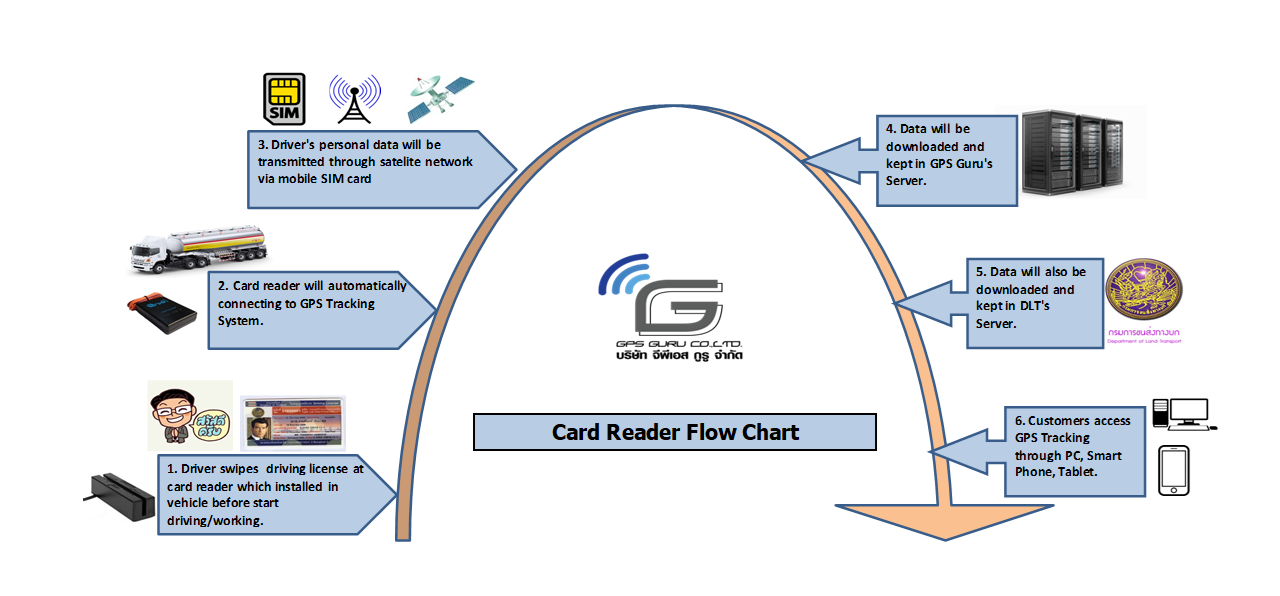 SIM
3. Driver's personal data will be
transmitted through satelite network
via mobile SIM card
4. Data will be
downloaded and
kept in GPS Guru's
Server.
2. Card reader will automatically
connecting to GPS Tracking
System.
5. Data will also be
downloaded and
kept in DLT's
Server.
กรมการขนส่งทางบก
Department of Land Transport
G
GPS GURU CO.,LTD.
บริษัท จีพีเอส กูรู จำกัด
สวัสดี
ครับ
Card Reader Flow Chart
1. Driver swipes driving license at
card reader which installed in
vehicle before start
driving/working.
6. Customers access
GPS Tracking
through PC, Smart
Phone, Tablet.